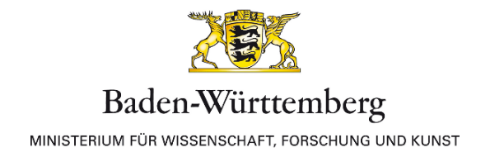 Baden-Württemberg
MINISTERIUM FÜR WISSENSCHAFT, FORSCHUNG UND KUNST